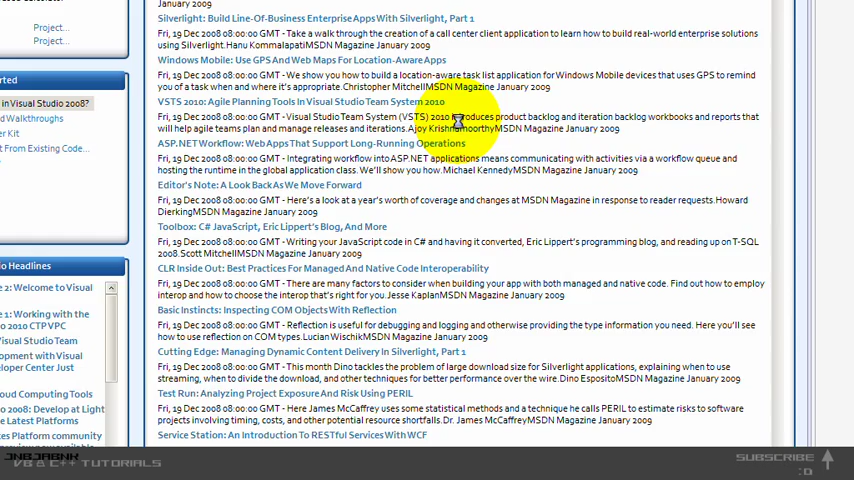 January 2009
Project...
Project...
Silverlight: Build Line-Of-Business Enterprise Apps With Silverlight, Part 1
Fri, 19 Dec 2008 08:00:00 GMT - Take a walk through the creation of a call center client application to learn how to build real-world enterprise solutions
using Silverlight.Hanu KommalapatiMSDN Magazine January 2009
Windows Mobile: Use GPS And Web Maps For Location-Aware Apps
Fri, 19 Dec 2008 08:00:00 GMT - We show you how to build a location-aware task list application for Windows Mobile devices that uses GPS to remind
you of a task when and where it's appropriate.Christopher MitchellMSDN Magazine January 2009
VSTS 2010: Agile Planning Tools In Visual Studio Team System 2010
Fri, 19 Dec 2008 08:00:00 GMT - Visual Studio Team System (VSTS) 2010 introduces product backlog and iteration backlog workbooks and reports that
will help agile teams plan and manage releases and iterations.Ajoy KrishnamoorthyMSDN Magazine January 2009
ASP.NET Workflow: Web Apps That Support Long-Running Operations
Fri, 19 Dec 2008 08:00:00 GMT - Integrating workflow into ASP.NET applications means communicating with activities via a workflow queue and
hosting the runtime in the global application class. We'll show you how.Michael KennedyMSDN Magazine January 2009
Editor's Note: A Look Back As We Move Forward
Fri, 19 Dec 2008 08:00:00 GMT - Here's a look at a year's worth of coverage and changes at MSDN Magazine in response to reader requests.Howard
DierkingMSDN Magazine January 2009
Toolbox: C# JavaScript, Eric Lippert's Blog, And More
Fri, 19 Dec 2008 08:00:00 GMT - Writing your JavaScript code in C# and having it converted, Eric Lippert's programming blog, and reading up on T-SQL
2008.Scott MitchellMSDN Magazine January 2009
CLR Inside Out: Best Practices For Managed And Native Code Interoperability
Fri, 19 Dec 2008 08:00:00 GMT - There are many factors to consider when building your app with both managed and native code. Find out how to employ
interop and how to choose the interop that's right for you.Jesse KaplanMSDN Magazine January 2009
Basic Instincts: Inspecting COM Objects With Reflection
Fri, 19 Dec 2008 08:00:00 GMT - Reflection is useful for debugging and logging and otherwise providing the type information you need. Here you'll see
how to use reflection on COM types.Lucian WischikMSDN Magazine January 2009
Cutting Edge: Managing Dynamic Content Delivery In Silverlight, Part 1
Fri, 19 Dec 2008 08:00:00 GMT - This month Dino tackles the problem of large download size for Silverlight applications, explaining when to use
streaming, when to divide the download, and other techniques for better performance over the wire.Dino EspositoMSDN Magazine January 2009
Test Run: Analyzing Project Exposure And Risk Using PERIL
Fri, 19 Dec 2008 08:00:00 GMT - Here James McCaffrey uses some statistical methods and a technique he calls PERIL to estimate risks to software
projects involving timing, costs, and other potential resource shortfalls.Dr. James McCaffreyMSDN Magazine January 2009
Service Station: An Introduction To RESTful Services With WCF
arted
in Visual Studio 2008?
d Walkthroughs
er Kit
t From Existing Code...
o Headlines
e 2: Welcome to Visual
e 1: Working with the
o 2010 CTP VPC
Visual Studio Team
lopment with Visual
eloper Center Just
oud Computing Tools
o 2008: Develop at Light
e Latest Platforms
es Platform community
JNBJABNK
VB & C++ TUTORIALS
SUBSCRIBE
:D